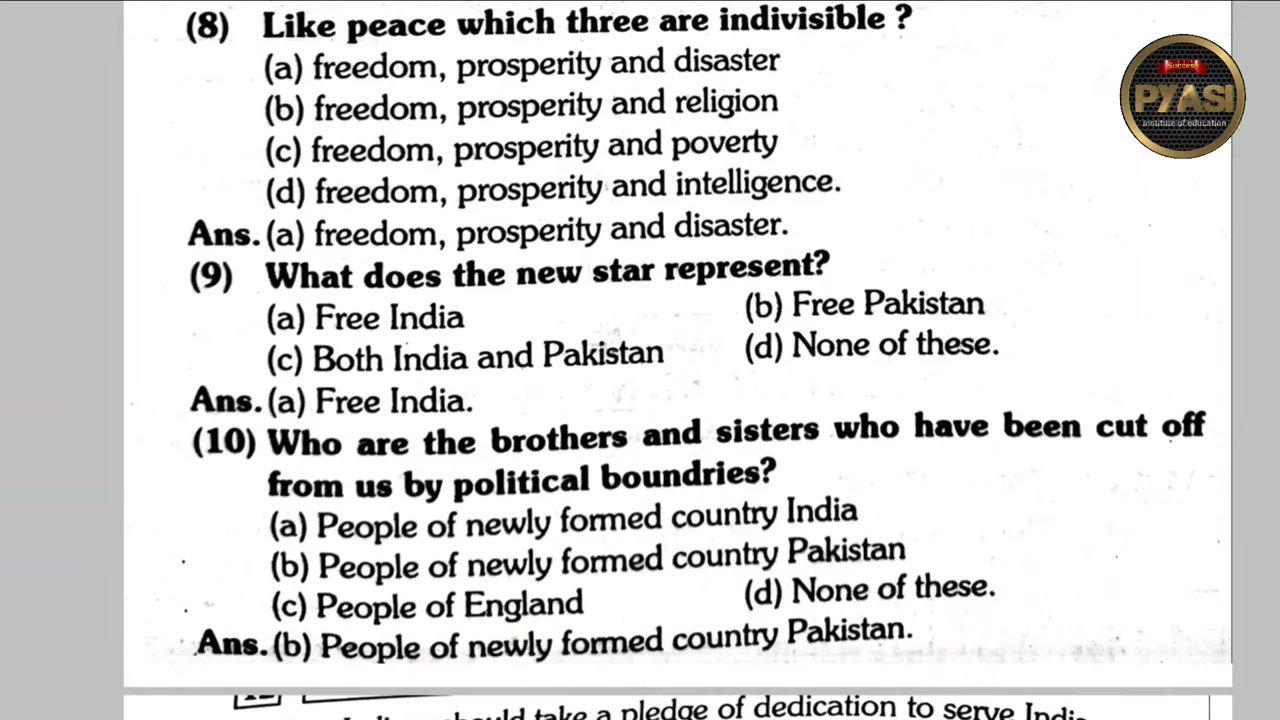 (8) Like peace which three are indivisible ?
(a) freedom, prosperity and disaster
(b) freedom, prosperity and religion
(c) freedom, prosperity and poverty
(d) freedom, prosperity and intelligence.
Ans. (a) freedom, prosperity and disaster.
(9) What does the new star represent?
(a) Free India (b) Free Pakistan
(c) Both India and Pakistan (d) None of these.
Ans. (a) Free India.
(10) Who are the brothers and sisters who have been cut off
from us by political boundries?
(a) People of newly formed country India
(b) People of newly formed country Pakistan
(c) People of England (d) None of these.
Ans. (b) People of newly formed country Pakistan.
should take a pledge of dedication to serve
Success
PYASI
institute of education